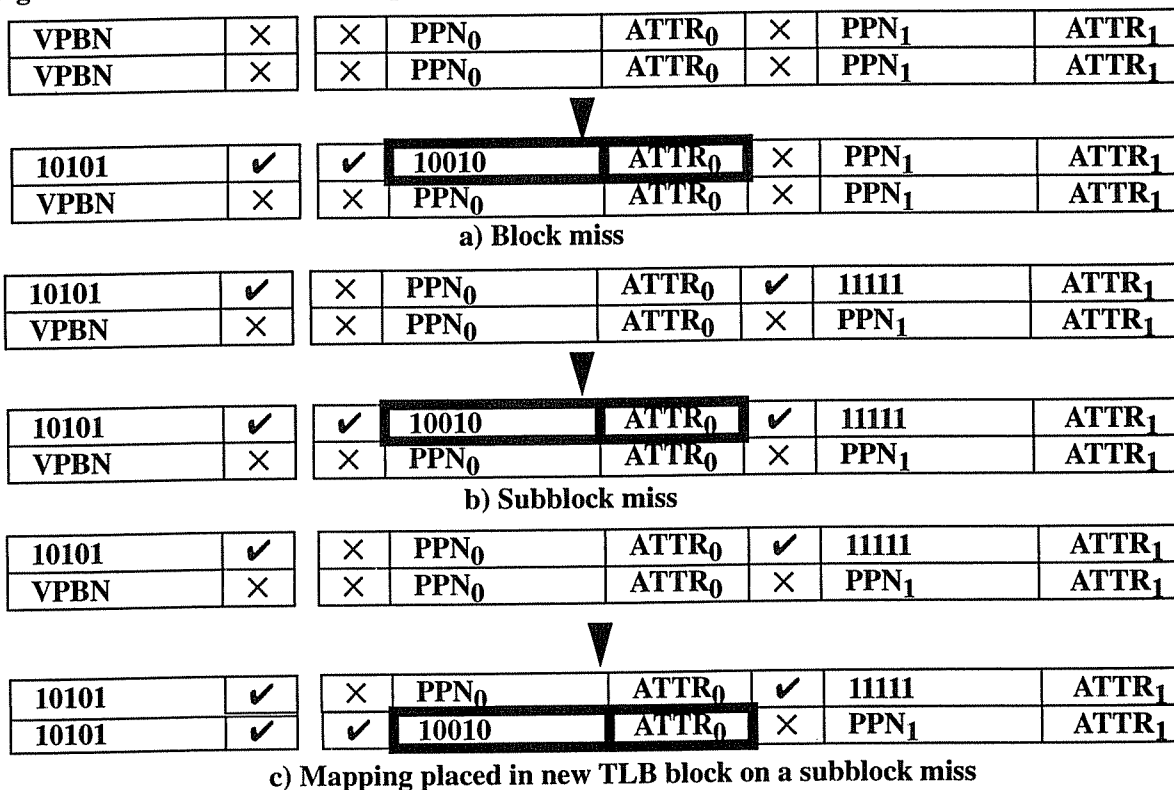 VPBN × × PPN0 ATTR0 × PPN1 ATTR1
VPBN × × PPN0 ATTR0 × PPN1 ATTR1
10101 ✔ ✔ 10010 ATTR0 × PPN1 ATTR1
VPBN × × PPN0 ATTR0 × PPN1 ATTR1
a) Block miss
10101 ✔ × PPN0 ATTR0 ✔ 11111 ATTR1
VPBN × × PPN0 ATTR0 × PPN1 ATTR1
10101 ✔ ✔ 10010 ATTR0 ✔ 11111 ATTR1
VPBN × × PPN0 ATTR0 × PPN1 ATTR1
b) Subblock miss
10101 ✔ × PPN0 ATTR0 ✔ 11111 ATTR1
VPBN × × PPN0 ATTR0 × PPN1 ATTR1
10101 ✔ × PPN0 ATTR0 ✔ 11111 ATTR1
10101 ✔ ✔ 10010 ATTR0 × PPN1 ATTR1
c) Mapping placed in new TLB block on a subblock miss